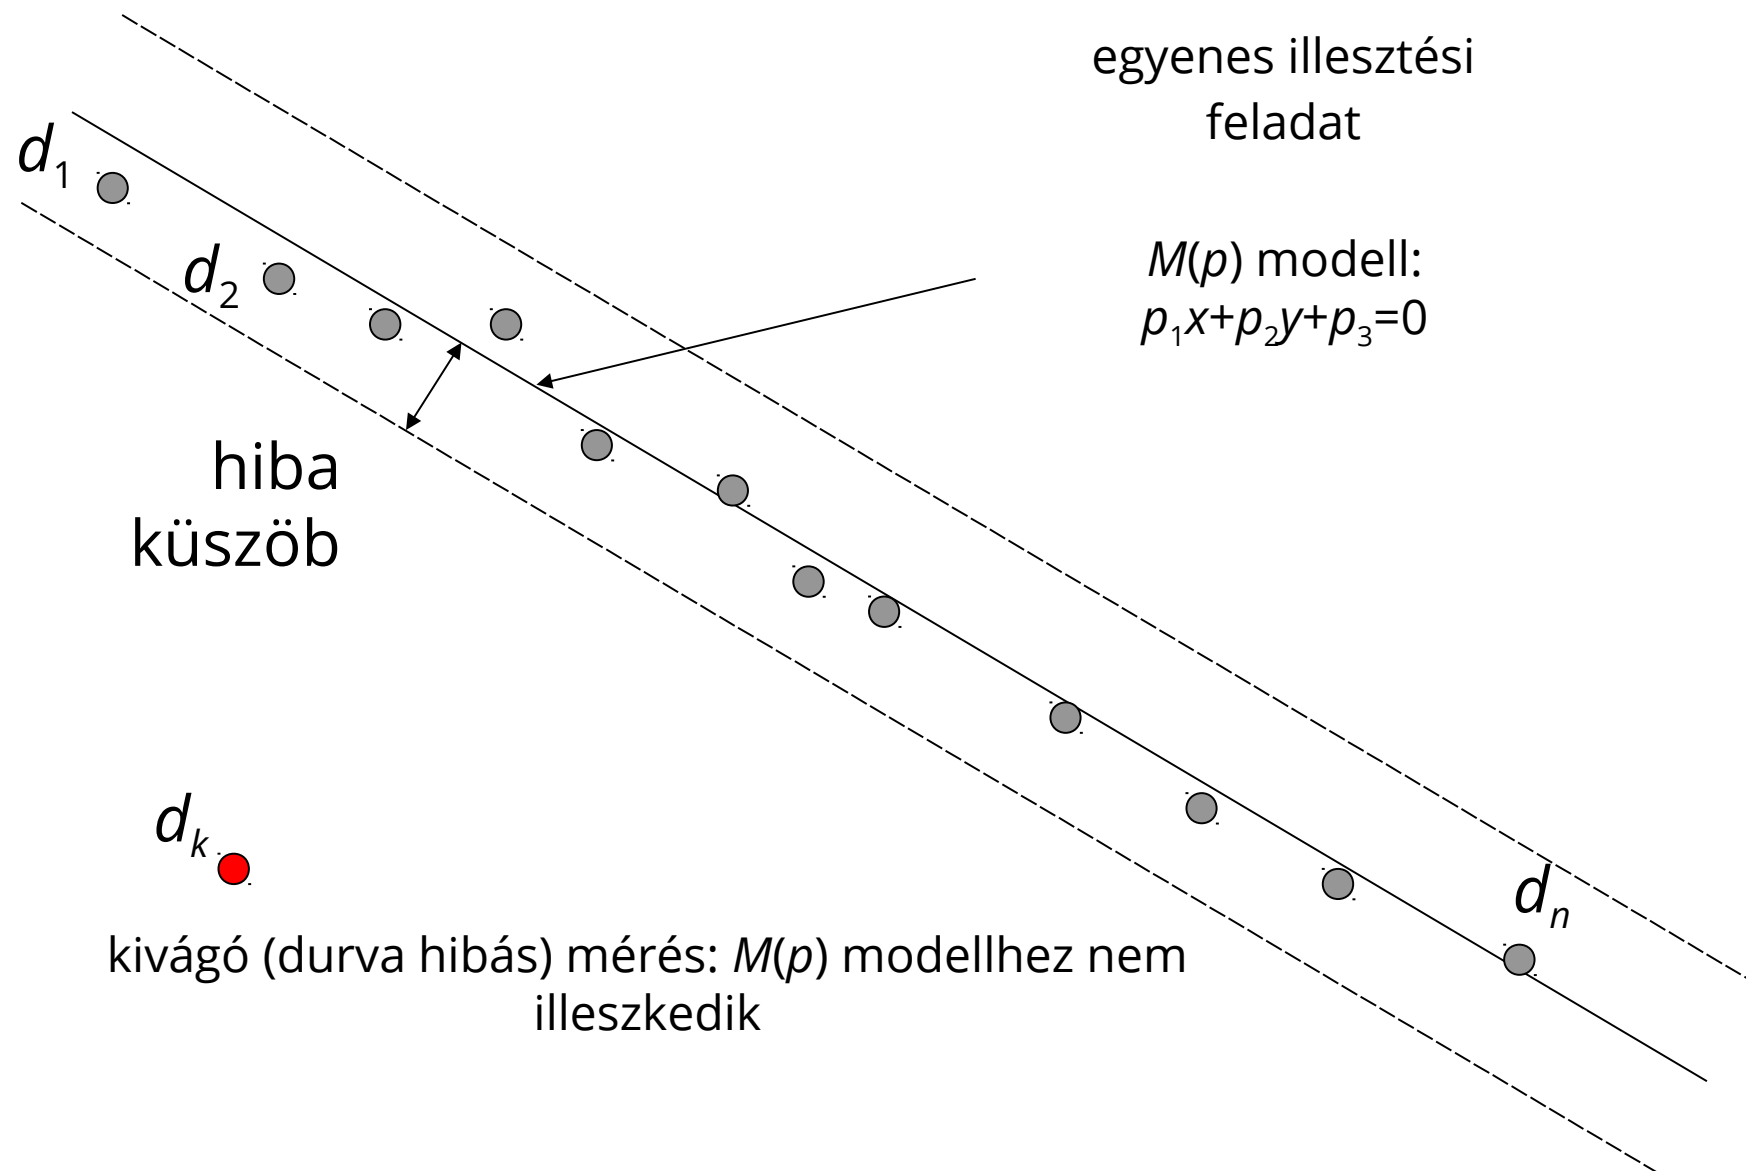 egyenes illesztési
feladat
d1
d2
M(p) modell:
p1x+p2y+p3=0
hiba
küszöb
dk
dn
kivágó (durva hibás) mérés: M(p) modellhez nem
illeszkedik